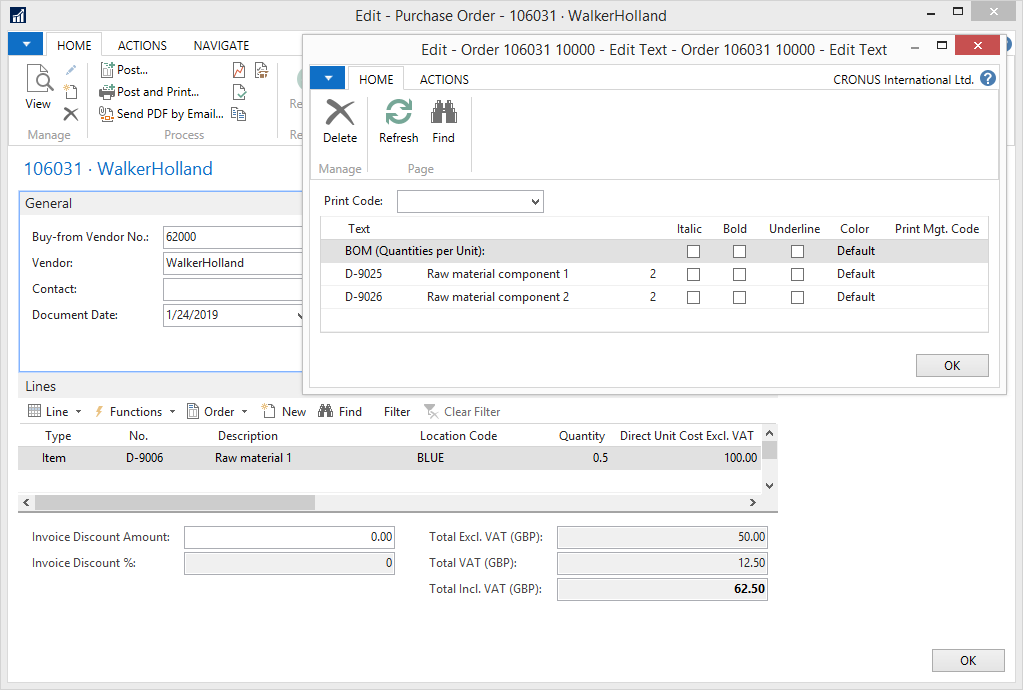 Edit - Purchase Order - 106031 · WalkerHolland
HOME ACTIONS NAVIGATE
View
Post...
Post and Print...
Send PDF by Email...
Re
Manage Process Re
106031 · WalkerHolland
General
Buy-from Vendor No.: 62000
Vendor: WalkerHolland
Contact:
Document Date: 1/24/2019
Edit - Order 106031 10000 - Edit Text - Order 106031 10000 - Edit Text
HOME ACTIONS CRONUS International Ltd. ?
Delete Refresh Find
Manage Page
Print Code:
Text Italic Bold Underline Color Print Mgt. Code
BOM (Quantities per Unit): Default
D-9025 Raw material component 1 2 Default
D-9026 Raw material component 2 2 Default
OK
Lines
Line Functions Order New Find Filter Clear Filter
Type No. Description Location Code Quantity Direct Unit Cost Excl. VAT
Item D-9006 Raw material 1 BLUE 0.5 100.00
Invoice Discount Amount: 0.00 Total Excl. VAT (GBP): 50.00
Invoice Discount %: 0 Total VAT (GBP): 12.50
Total Incl. VAT (GBP): 62.50
OK